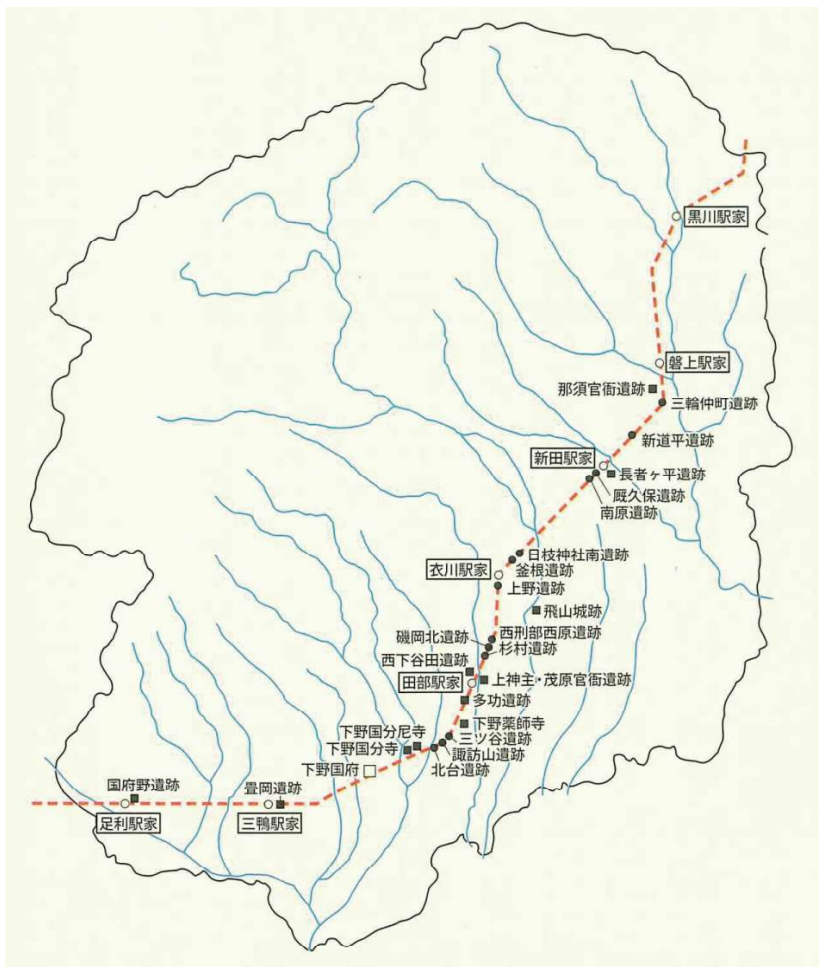 黒川駅家
磐上駅家
那須官衙遺跡
三輪仲町遺跡
新道平遺跡
新田駅家
長者ヶ平遺跡
厩久保遺跡
南原遺跡
日枝神社南遺跡
釜根遺跡
衣川駅家
上野遺跡
飛山城跡
西刑部西原遺跡
磯岡北遺跡
杉村遺跡
西下谷田遺跡
上神主・茂原官衙遺跡
田部駅家
多功遺跡
下野薬師寺
下野国分尼寺
三ツ谷遺跡
下野国分寺
諏訪山遺跡
下野国府
北台遺跡
国府野遺跡
畳岡遺跡
足利駅家
三鴨駅家